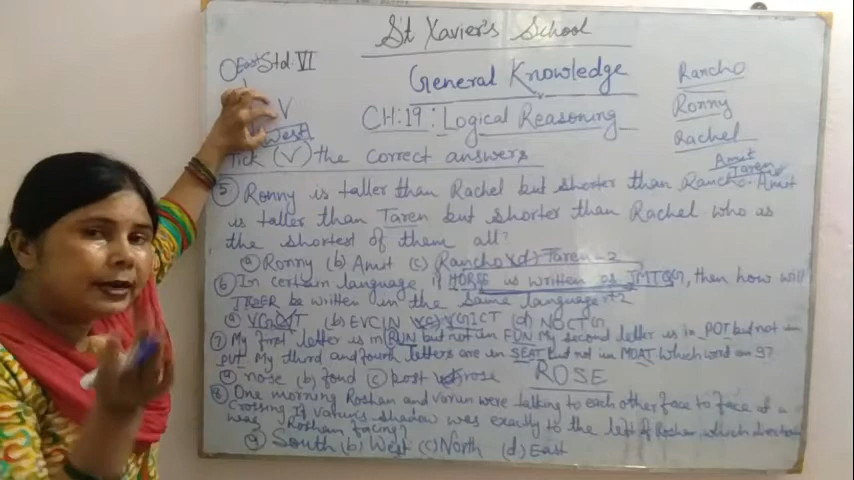 St Xavier's School
East Std. VI
General Knowledge
Rancho
Ronny
Rachel
Amit
Taren
V
West
CH:19: Logical Reasoning
Tick (V) the correct answers
5 Ronny is taller than Rachel but shorter than Rancho. Amit
is taller than Taren but shorter than Rachel who as
the shortest of them all?
(a) Ronny (b) Amit (c) Rancho (d) Taren
6 In certain language if HORSE is written as JMTQG, then how will
TIGER be written in the same language +2
(a) (b) EVCIN (c) VGICT (d) NOCTG
7 My first letter is in RUN but not in FUN My second letter is in POT but not in
PUT My third and fourth letters are in SEAT but not in MOAT which word am I?
(a) nose (b) fond (c) post (d) rose ROSE
8 One morning Roshan and Varun were talking to each other face to face at a
crossing If Varun's shadow was exactly to the left of Roshan which direction
was Roshan facing?
(a) South (b) West (c) North (d) East